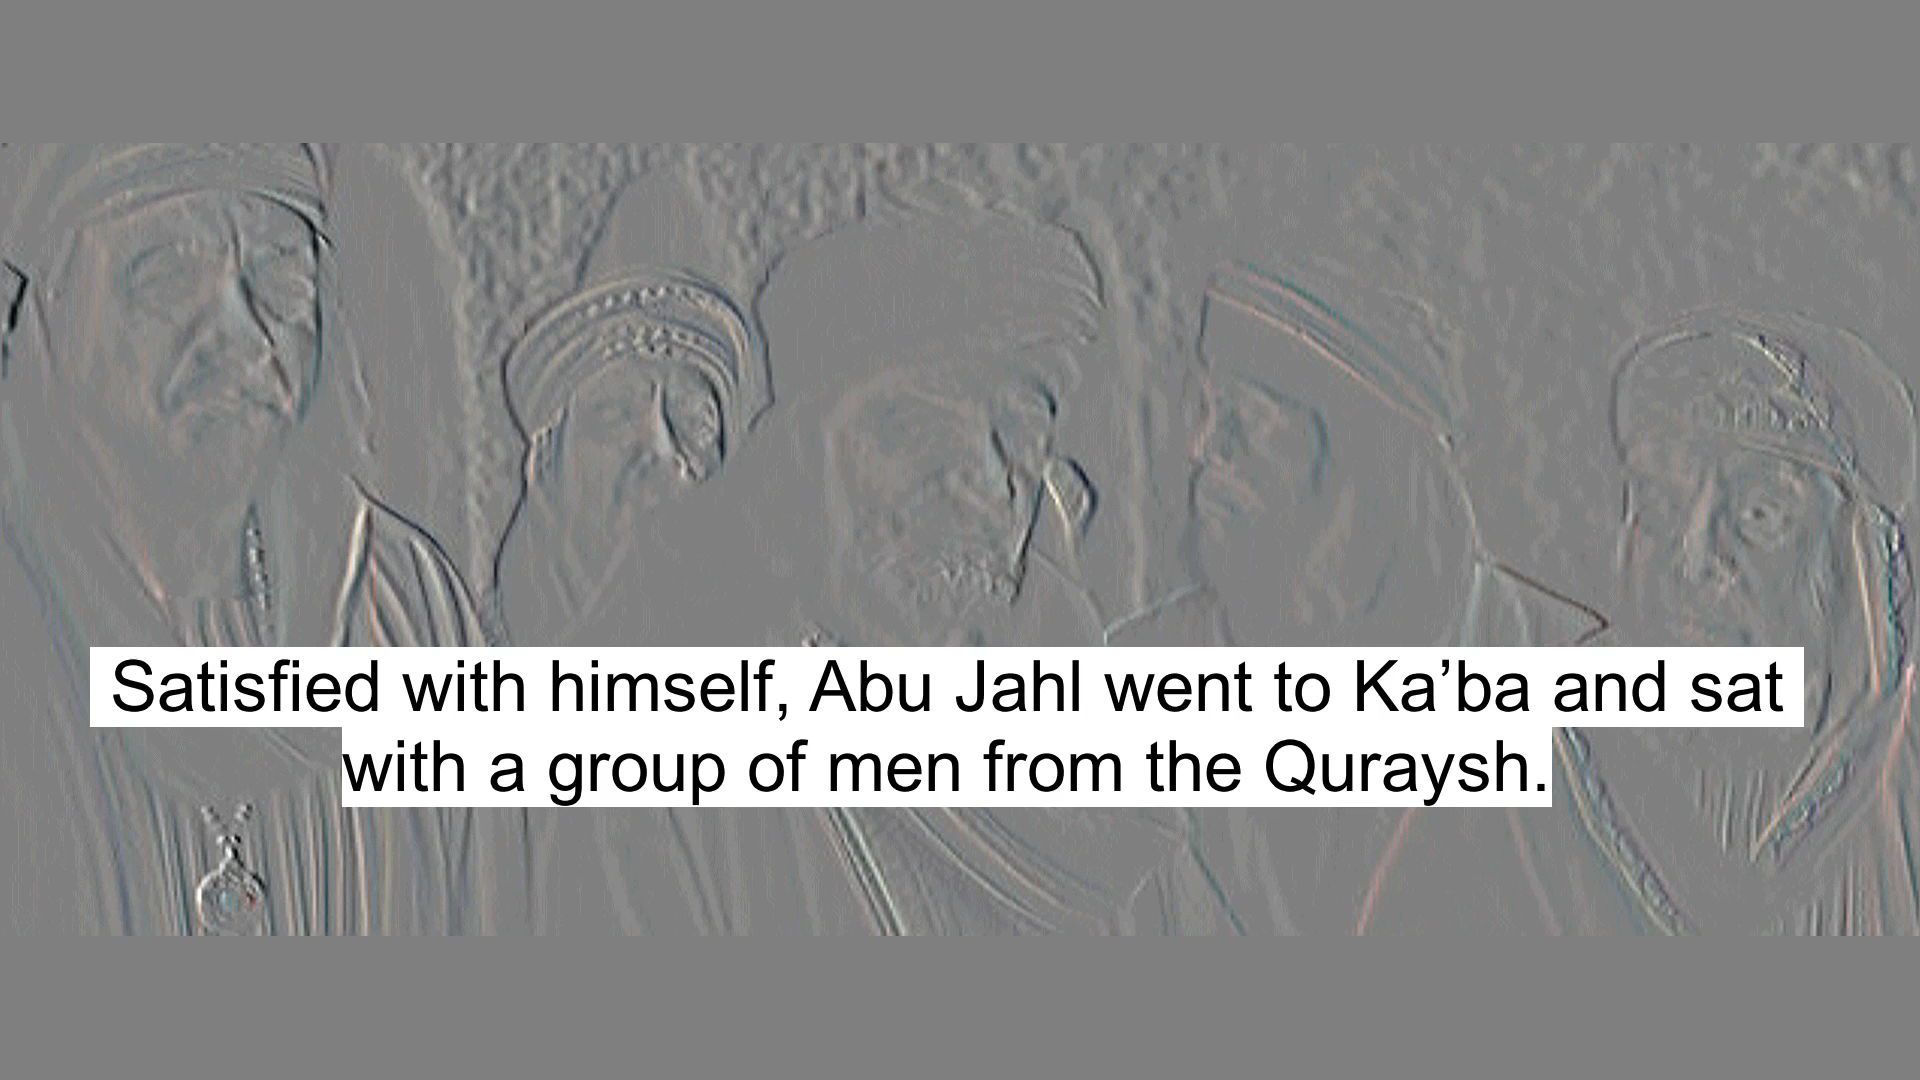 Satisfied with himself, Abu Jahl went to Ka’ba and sat
with a group of men from the Quraysh.